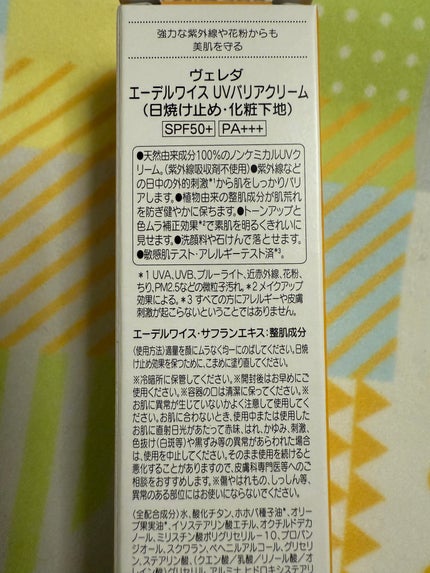 強力な紫外線や花粉からも
美肌を守る
ヴェレダ
エーデルワイス UVバリアクリーム
(日焼け止め・化粧下地)
SPF50+ PA+++
●天然由来成分100%のノンケミカルUVク
リーム。(紫外線吸収剤不使用)●紫外線など
の日中の外的刺激*¹から肌をしっかりバリ
アします。●植物由来の整肌成分が肌荒れ
を防ぎ健やかに保ちます。●トーンアップと
色ムラ補正効果*²で素肌を明るくきれいに
見せます。●洗顔料や石けんで落とせます。
●敏感肌テスト・アレルギーテスト済*³。
*1 UVA、UVB、ブルーライト、近赤外線、花粉、
ちり、PM2.5などの微粒子汚れ。*2 メイクアップ
効果による。*3 すべての方にアレルギーや皮膚
刺激が起こらないということではありません。
エーデルワイス・サフランエキス:整肌成分
〈使用方法〉適量を顔にムラなく均一にのばしてください。日焼
け止め効果を保つために、こまめに塗り直してください。
※冷暗所に保管してください。※開封後はお早めにご
使用ください。※容器の口は清潔に保ってください。※
お肌に異常が生じていないかよく注意して使用してく
ださい。お肌に合わないとき、使用中または使用した
お肌に直射日光があたって赤味、はれ、かゆみ、刺激、
色抜け(白斑等)や黒ずみ等の異常があらわれた場合
は、使用を中止してください。そのまま使用を続けると
悪化することがありますので、皮膚科専門医等へのご
相談をおすすめします。※傷やはれもの、しっしん等、
異常のある部位にはお使いにならないでください。
〈全配合成分〉水、酸化チタン、ホホバ種子油*、オリー
ブ果実油*、イソステアリン酸エチル、オクチルドデカ
ノール、ミリスチン酸ポリグリセリル-10、プロパン
ジオール、スクワラン、ベヘニルアルコール、グリセリ
ン、ステアリン酸、(クエン酸/乳酸/リノール酸/オ
レイン酸)グリセリル、アルミナ、ヒドロキシステアリ